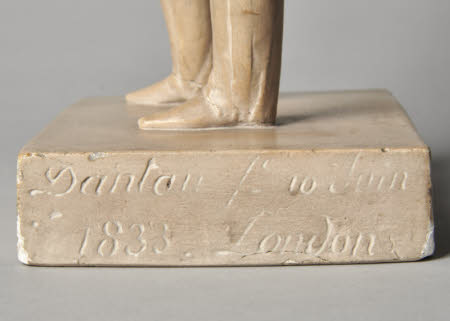 Dantan f. 10 Juin
1833. London